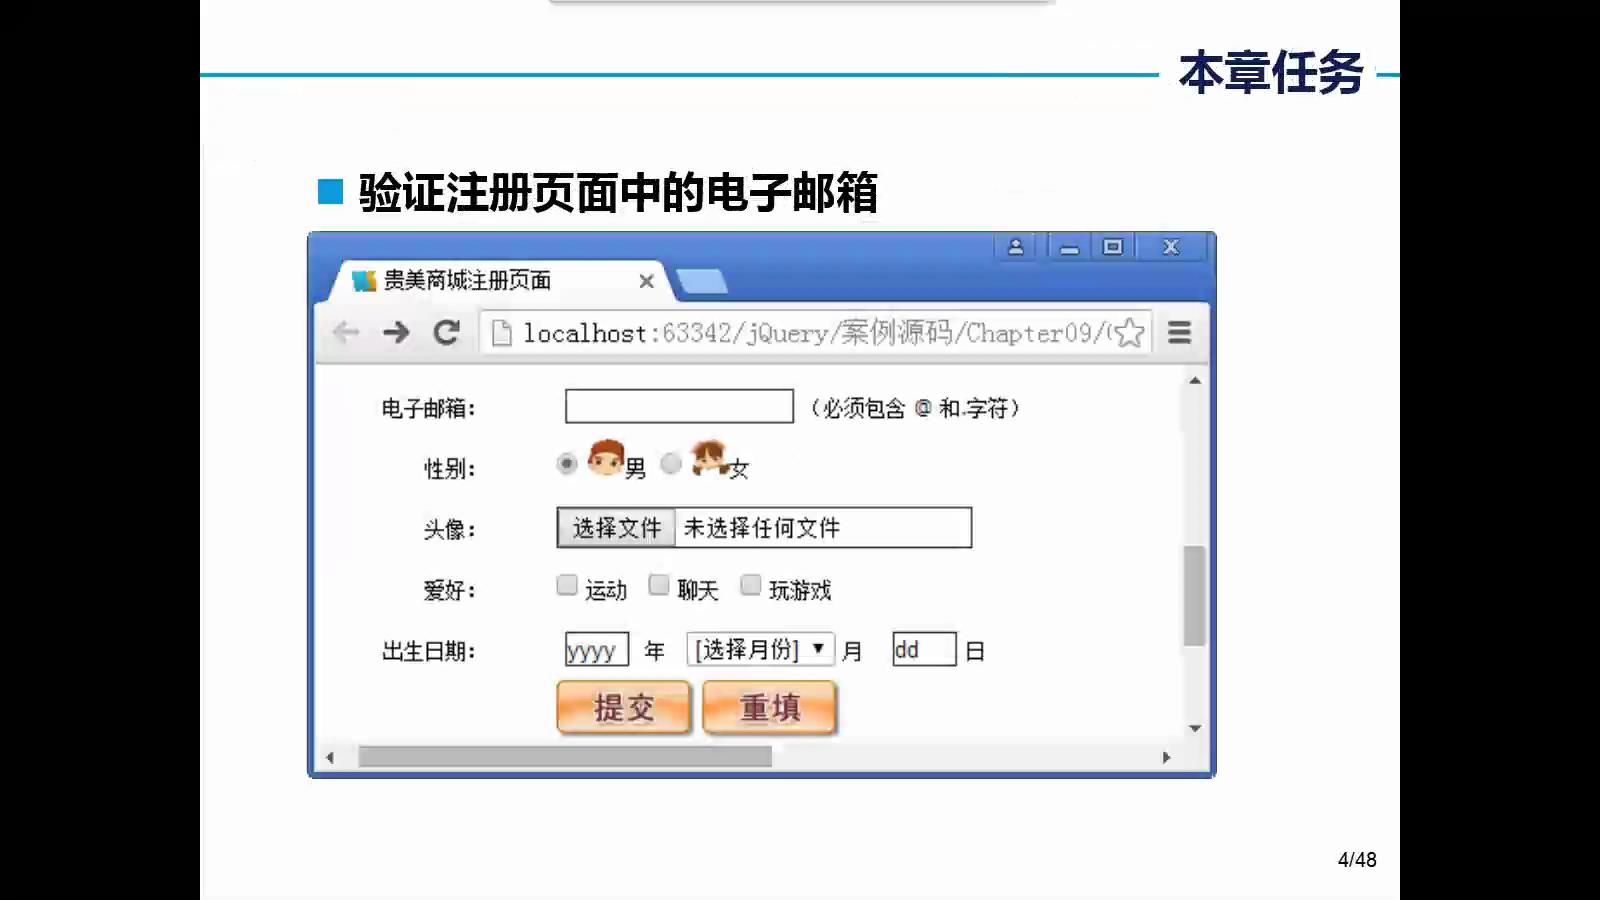 本章任务
验证注册页面中的电子邮箱
贵美商城注册页面
localhost:63342/jQuery/案例源码/Chapter09/
电子邮箱： （必须包含 @ 和.字符）
性别： 男 女
头像： 选择文件 未选择任何文件
爱好： 运动 聊天 玩游戏
出生日期： yyyy 年 [选择月份] 月 dd 日
提交 重填
4/48